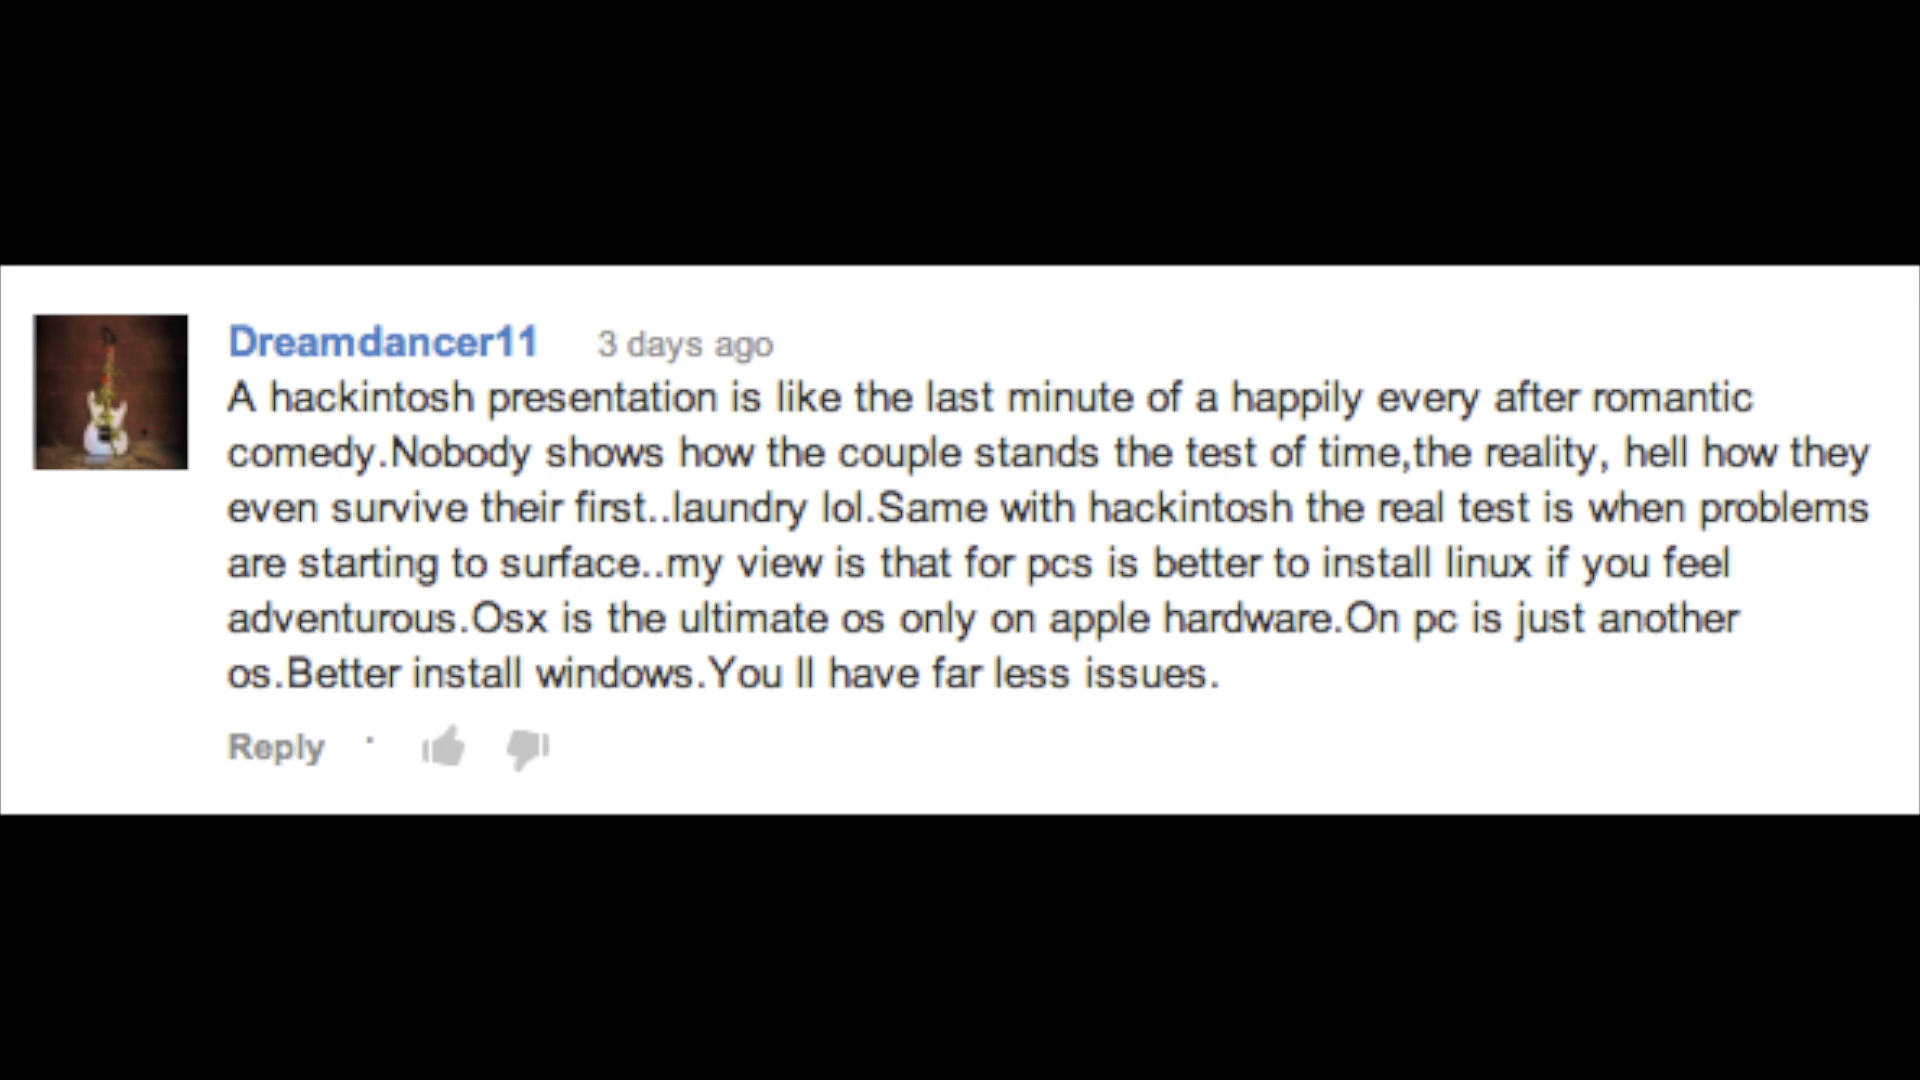 Dreamdancer11 3 days ago
A hackintosh presentation is like the last minute of a happily every after romantic
comedy.Nobody shows how the couple stands the test of time,the reality, hell how they
even survive their first..laundry lol.Same with hackintosh the real test is when problems
are starting to surface..my view is that for pcs is better to install linux if you feel
adventurous.Osx is the ultimate os only on apple hardware.On pc is just another
os.Better install windows.You ll have far less issues.
Reply ·